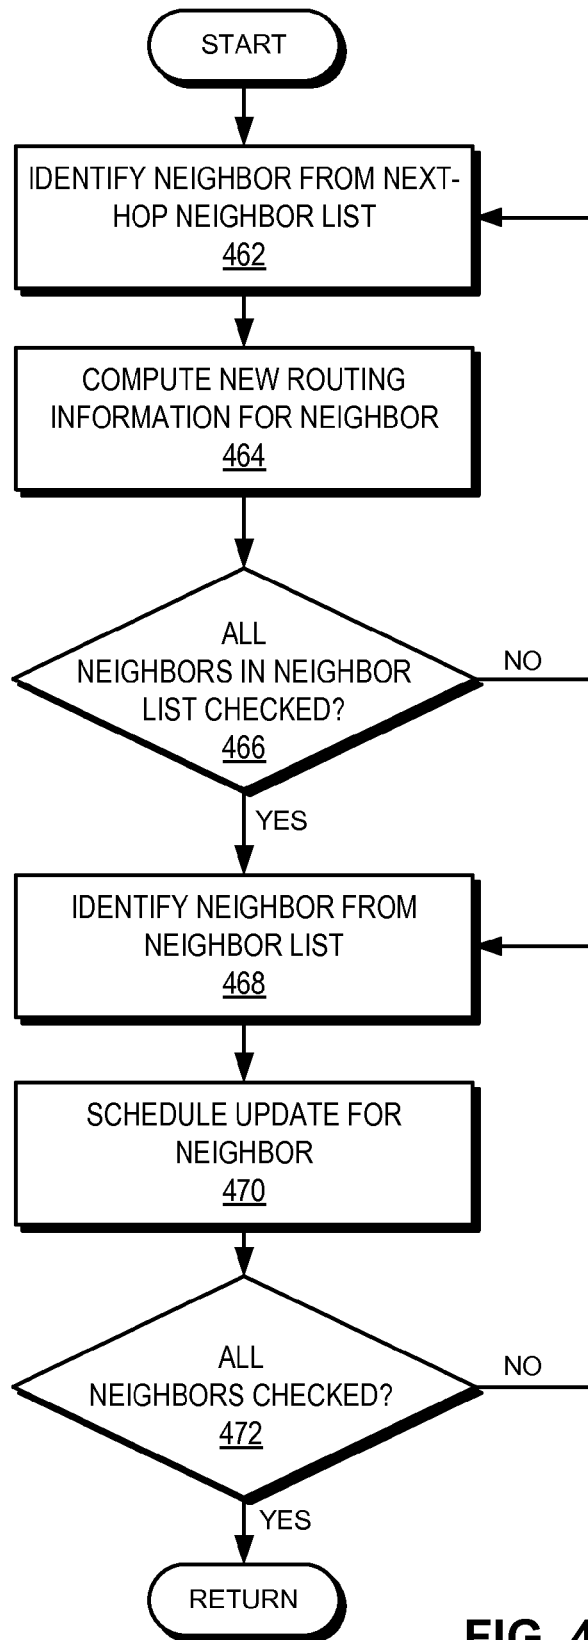 START
IDENTIFY NEIGHBOR FROM NEXT-
HOP NEIGHBOR LIST
462
COMPUTE NEW ROUTING
INFORMATION FOR NEIGHBOR
464
ALL
NEIGHBORS IN NEIGHBOR
LIST CHECKED?
466
NO
YES
IDENTIFY NEIGHBOR FROM
NEIGHBOR LIST
468
SCHEDULE UPDATE FOR
NEIGHBOR
470
ALL
NEIGHBORS CHECKED?
472
NO
YES
RETURN
FIG. 4